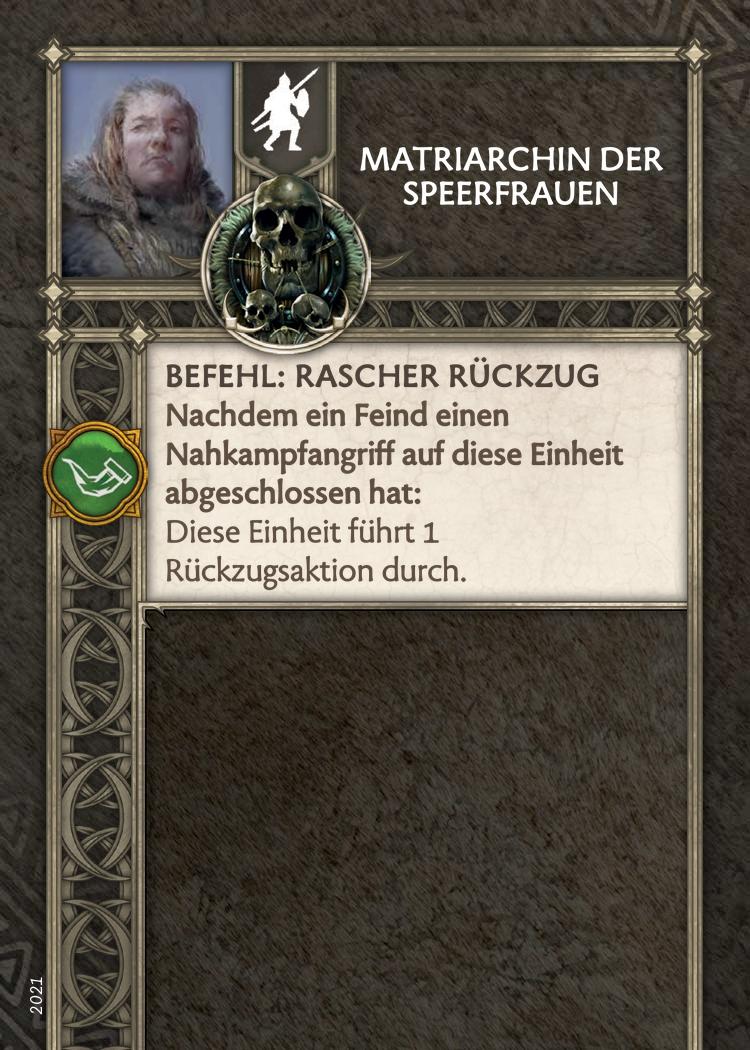 MATRIARCHIN DER
SPEERFRAUEN
BEFEHL: RASCHER RÜCKZUG
Nachdem ein Feind einen
Nahkampfangriff auf diese Einheit
abgeschlossen hat:
Diese Einheit führt 1
Rückzugsaktion durch.
2021